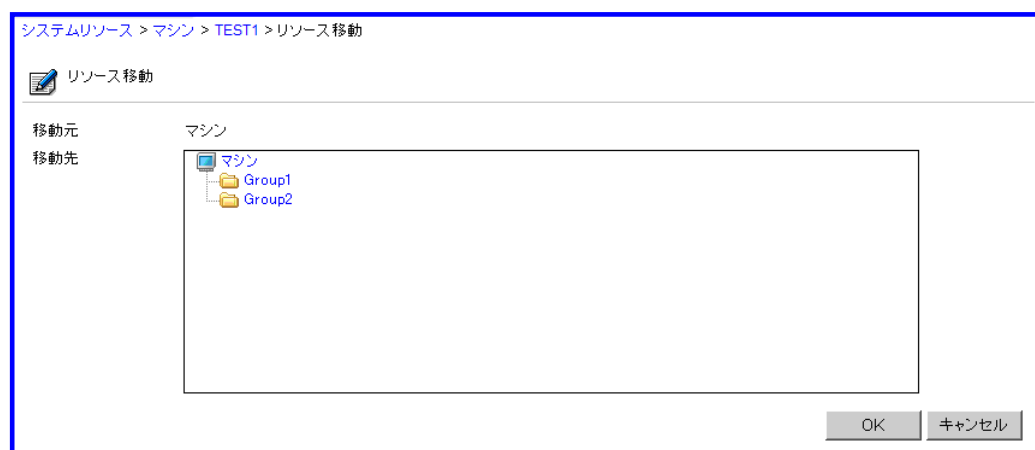 システムリソース > マシン > TEST1 > リソース移動
リソース移動
移動元 マシン
移動先 マシン
Group1
Group2
OK キャンセル